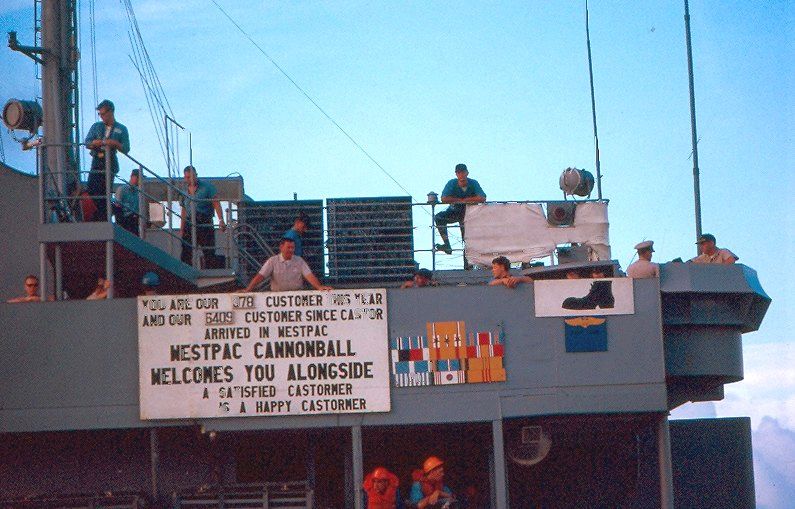 YOU ARE OUR 378 CUSTOMER THIS YEAR
AND OUR 6409 CUSTOMER SINCE CASTOR
ARRIVED IN WESTPAC
WESTPAC CANNONBALL
WELCOMES YOU ALONGSIDE
A SATISFIED CASTORMER
IS A HAPPY CASTORMER